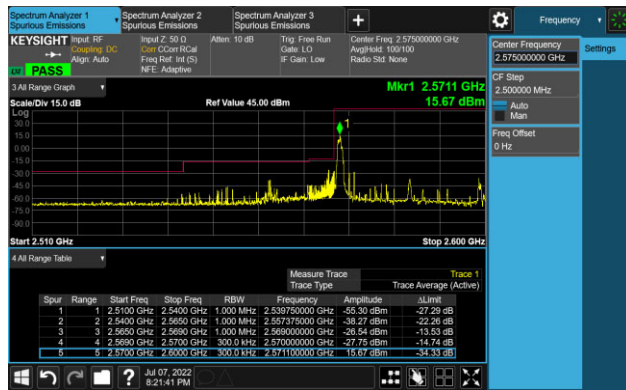 Spectrum Analyzer 1
Spurious Emissions
Spectrum Analyzer 2
Spurious Emissions
Spectrum Analyzer 3
Spurious Emissions
Frequency
KEYSIGHT
Input: RF
Coupling: DC
Align: Auto
Input Z: 50 Ω
Corr CCorr RCal
Freq Ref: Int (S)
NFE: Adaptive
Atten: 10 dB
Trig: Free Run
Gate: LO
IF Gain: Low
Center Freq: 2.575000000 GHz
Avg|Hold: 100/100
Radio Std: None
PASS
Center Frequency
2.575000000 GHz
Settings
CF Step
2.500000 MHz
Auto
Man
Freq Offset
0 Hz
3 All Range Graph
Mkr1 2.5711 GHz
Scale/Div 15.0 dB
Ref Value 45.00 dBm
15.67 dBm
Log
30.0
15.0
0.00
-15.0
-30.0
-45.0
-60.0
-75.0
-90.0
1
Start 2.510 GHz
Stop 2.600 GHz
4 All Range Table
Measure Trace Trace 1
Trace Type Trace Average (Active)
Spur Range Start Freq Stop Freq RBW Frequency Amplitude ΔLimit
1 1 2.5100 GHz 2.5400 GHz 1.000 MHz 2.539750000 GHz -55.30 dBm -27.29 dB
2 2 2.5400 GHz 2.5650 GHz 1.000 MHz 2.557375000 GHz -38.27 dBm -22.26 dB
3 3 2.5650 GHz 2.5690 GHz 1.000 MHz 2.569000000 GHz -26.54 dBm -13.53 dB
4 4 2.5690 GHz 2.5700 GHz 300.0 kHz 2.570000000 GHz -27.75 dBm -14.74 dB
5 5 2.5700 GHz 2.6000 GHz 300.0 kHz 2.571100000 GHz 15.67 dBm -34.33 dB
Jul 07, 2022
8:21:41 PM